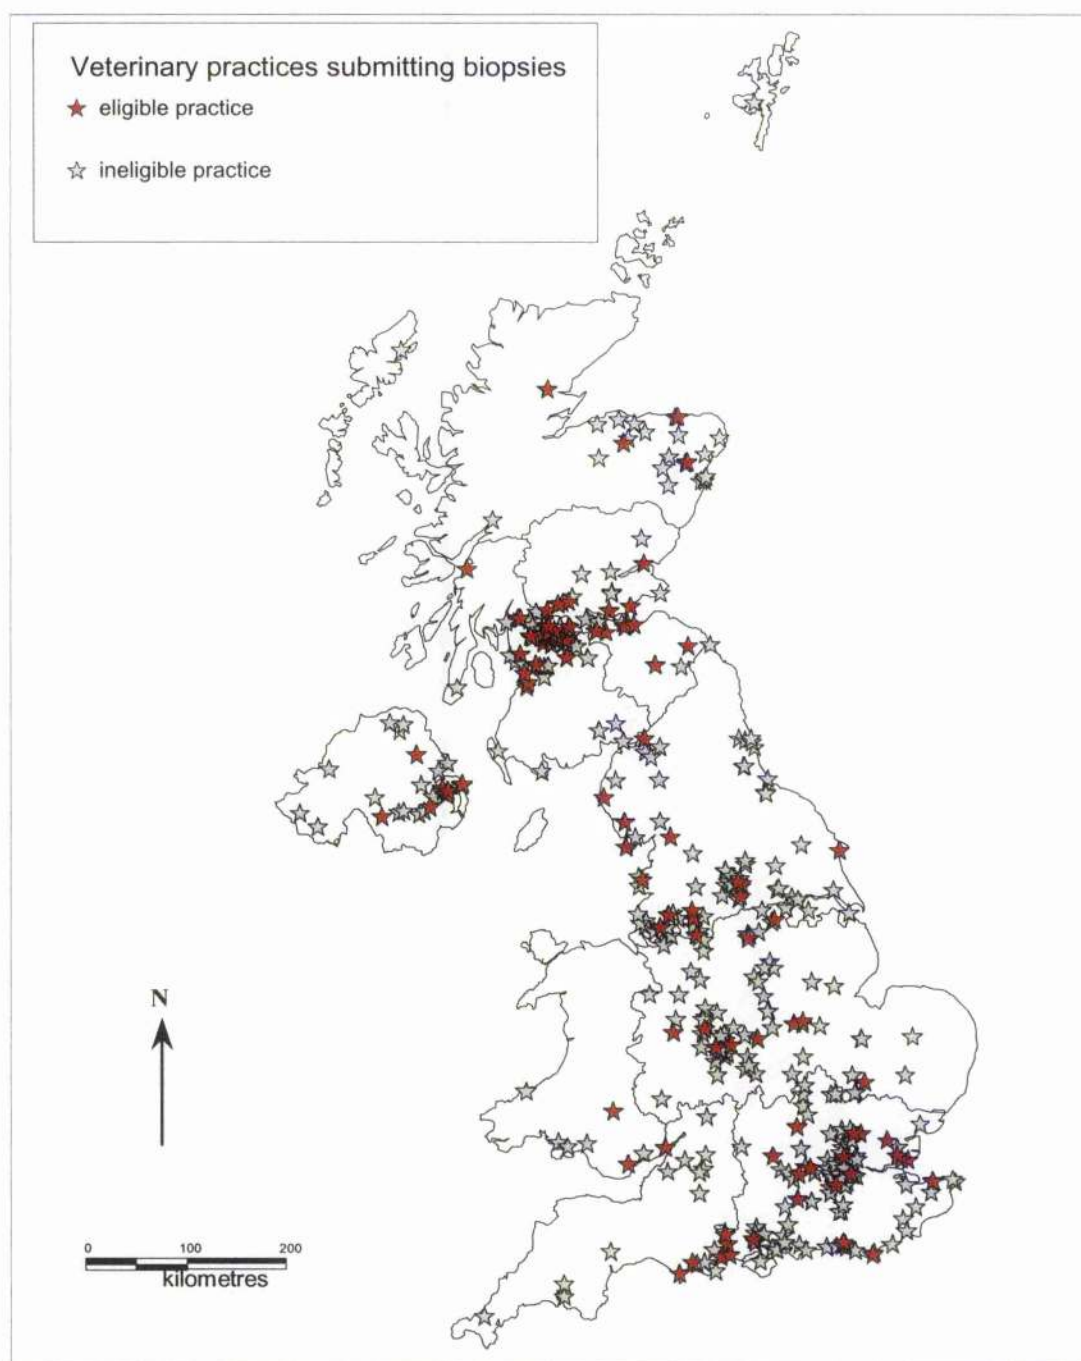 Veterinary practices submitting biopsies
eligible practice
ineligible practice
N
0 100 200
kilometres